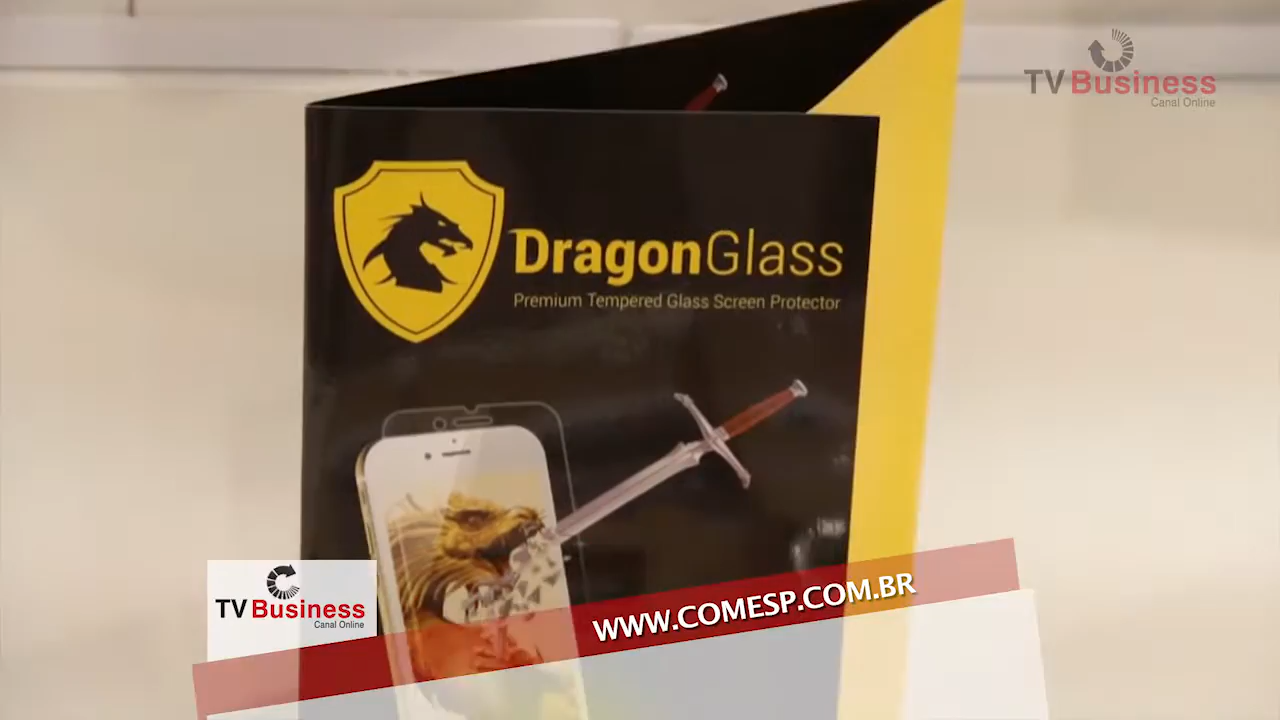 TV Business
Canal Online
DragonGlass
Premium Tempered Glass Screen Protector
TV Business
Canal Online
WWW.COMESP.COM.BR